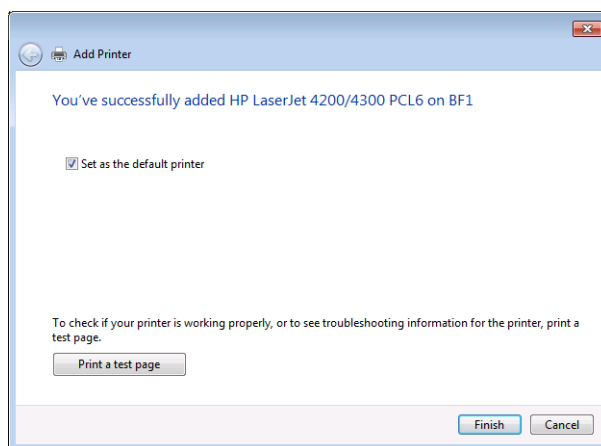 Add Printer
You've successfully added HP LaserJet 4200/4300 PCL6 on BF1
Set as the default printer
To check if your printer is working properly, or to see troubleshooting information for the printer, print a
test page.
Print a test page
Finish
Cancel